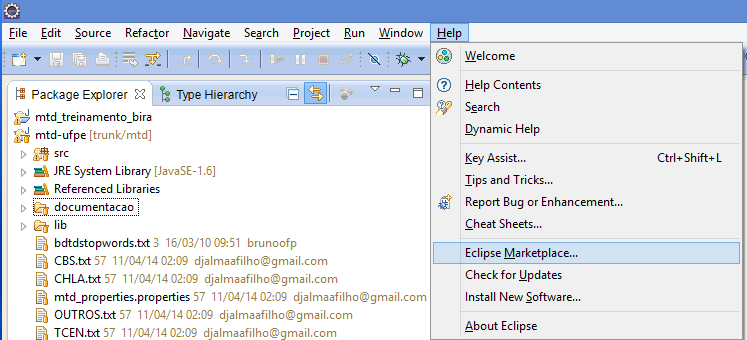 File Edit Source Refactor Navigate Search Project Run Window Help
Package Explorer Type Hierarchy
mtd_treinamento_bira
mtd-ufpe [trunk/mtd]
src
JRE System Library [JavaSE-1.6]
Referenced Libraries
documentacao
lib
bdtdstopwords.txt 3 16/03/10 09:51 brunoofp
CBS.txt 57 11/04/14 02:09 djalmaafilho@gmail.com
CHLA.txt 57 11/04/14 02:09 djalmaafilho@gmail.com
mtd_properties.properties 57 11/04/14 02:09 djalmaafilho@gmail.com
OUTROS.txt 57 11/04/14 02:09 djalmaafilho@gmail.com
TCEN.txt 57 11/04/14 02:09 djalmaafilho@gmail.com
Welcome
Help Contents
Search
Dynamic Help
Key Assist... Ctrl+Shift+L
Tips and Tricks...
Report Bug or Enhancement...
Cheat Sheets...
Eclipse Marketplace...
Check for Updates
Install New Software...
About Eclipse